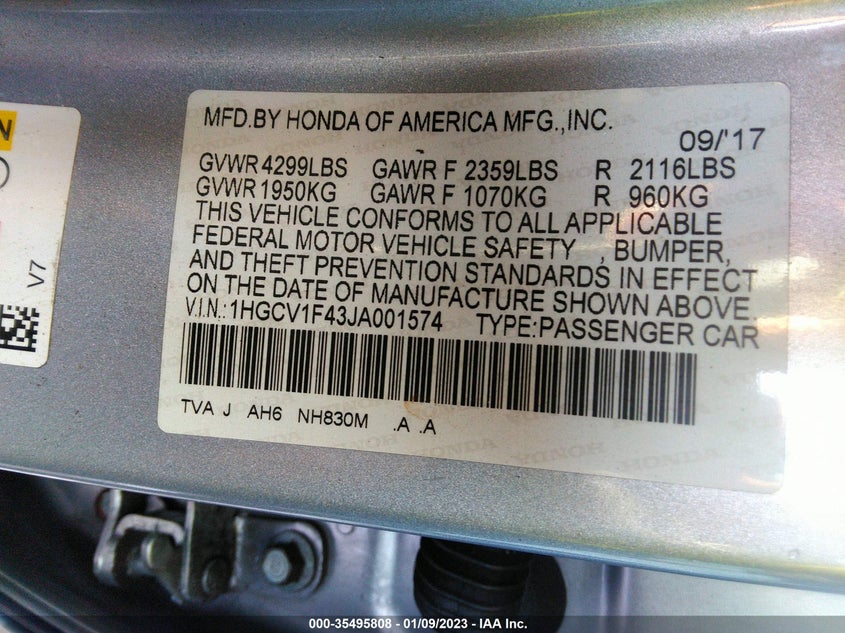 MFD.BY HONDA OF AMERICA MFG.,INC.
09/'17
GVWR 4299LBS GAWR F 2359LBS R 2116LBS
GVWR 1950KG GAWR F 1070KG R 960KG
THIS VEHICLE CONFORMS TO ALL APPLICABLE
FEDERAL MOTOR VEHICLE SAFETY , BUMPER,
AND THEFT PREVENTION STANDARDS IN EFFECT
ON THE DATE OF MANUFACTURE SHOWN ABOVE.
V.I.N.:1HGCV1F43JA001574 TYPE:PASSENGER CAR
TVA J AH6 NH830M .A .A
V7
000-35495808 - 01/09/2023 - IAA Inc.